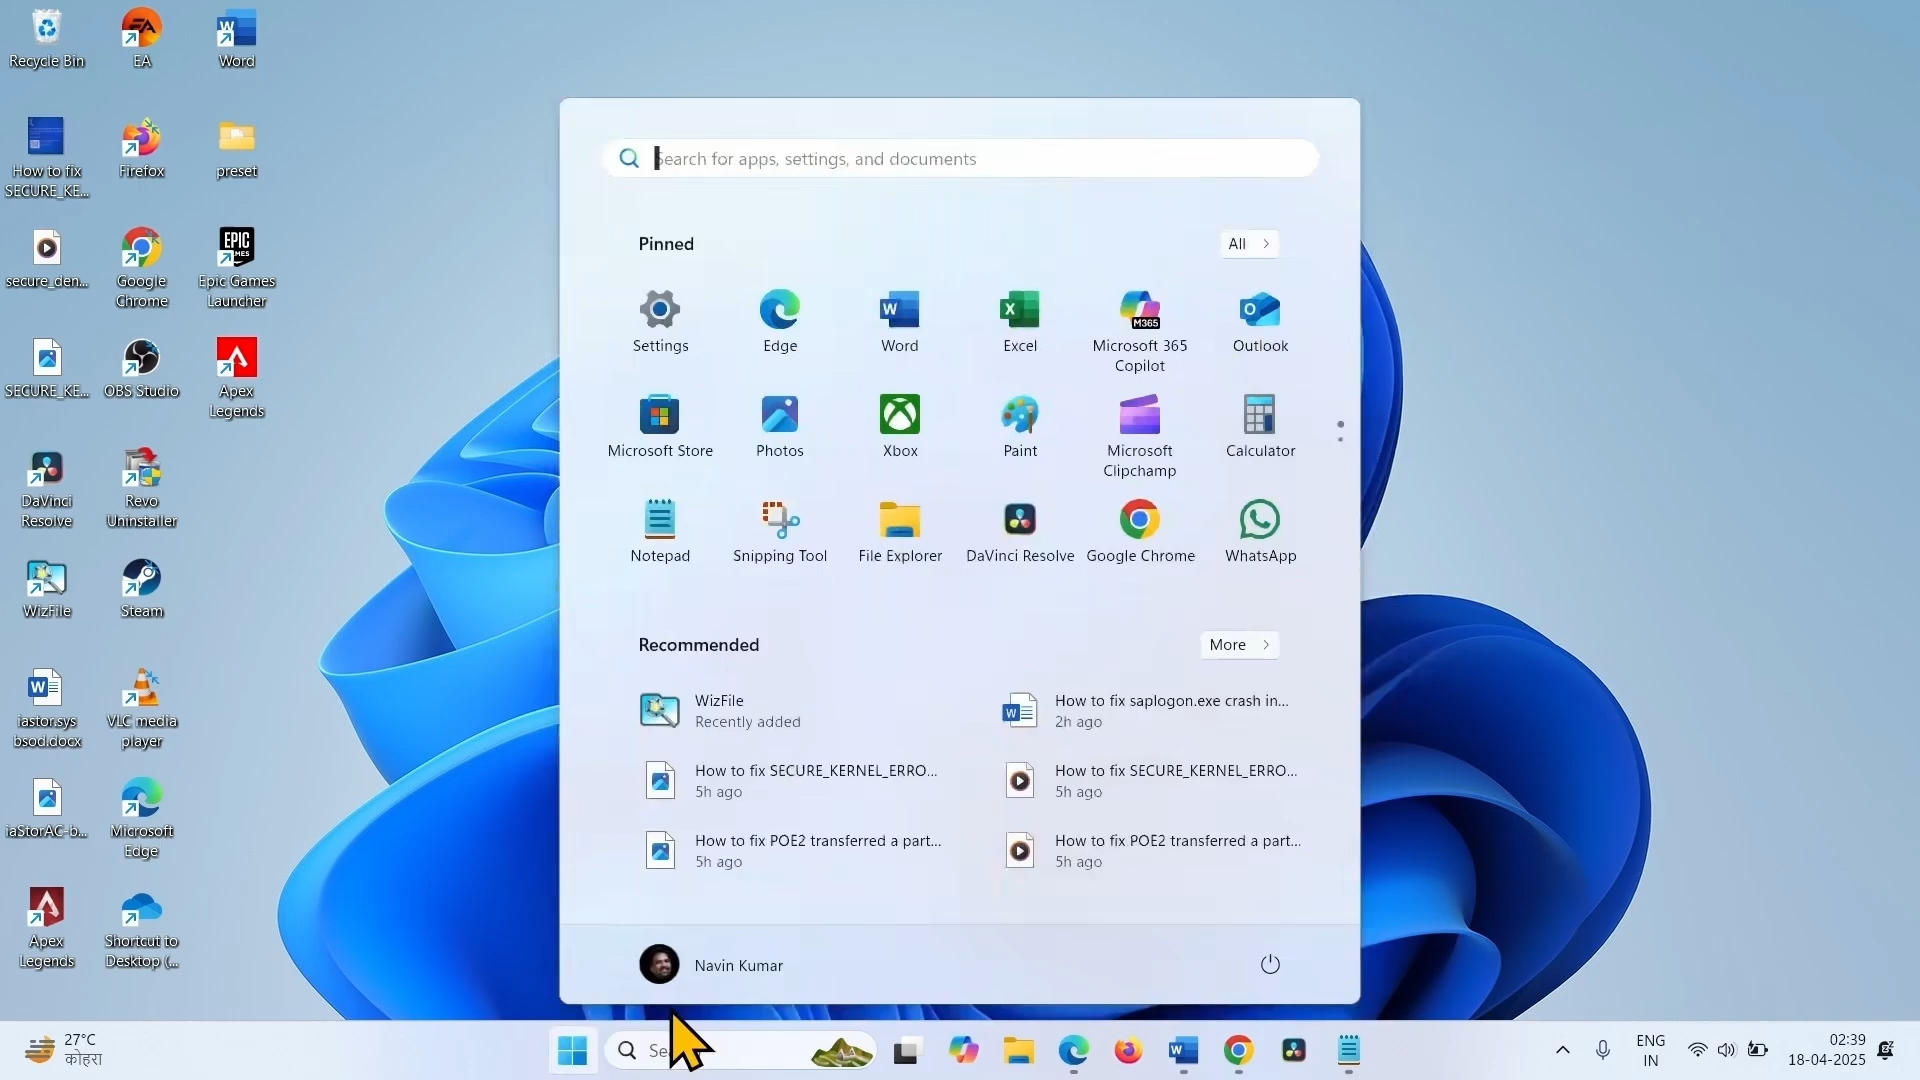 Recycle Bin
EA
Word
How to fix
SECURE_KE...
Firefox
preset
secure_den...
Google
Chrome
Epic Games
Launcher
SECURE_KE...
OBS Studio
Apex
Legends
DaVinci
Resolve
Revo
Uninstaller
WizFile
Steam
iastor.sys
bsod.docx
VLC media
player
iaStorAC-b...
Microsoft
Edge
Apex
Legends
Shortcut to
Desktop (...
Search for apps, settings, and documents
Pinned
All
Settings
Edge
Word
Excel
Microsoft 365
Copilot
M365
Outlook
Microsoft Store
Photos
Xbox
Paint
Microsoft
Clipchamp
Calculator
Notepad
Snipping Tool
File Explorer
DaVinci Resolve
Google Chrome
WhatsApp
Recommended
More
WizFile
Recently added
How to fix saplogon.exe crash in...
2h ago
How to fix SECURE_KERNEL_ERRO...
5h ago
How to fix SECURE_KERNEL_ERRO...
5h ago
How to fix POE2 transferred a part...
5h ago
How to fix POE2 transferred a part...
5h ago
Navin Kumar
27°C
कोहरा
ENG
IN
02:39
18-04-2025